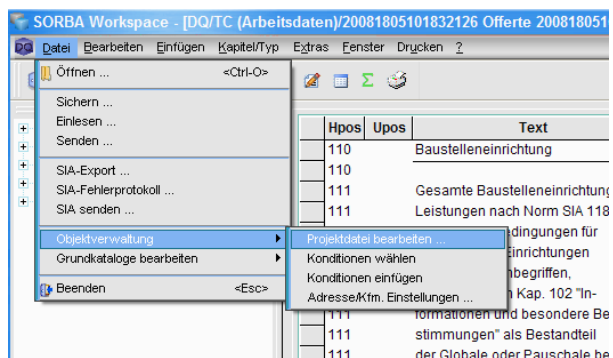 SORBA Workspace - [DQ/TC (Arbeitsdaten)/20081805101832126 Offerte 200818051
DQ Datei Bearbeiten Einfügen Kapitel/Typ Extras Fenster Drucken ?
Öffnen ... <Ctrl-O>
Sichern ...
Einlesen ...
Senden ...
SIA-Export ...
SIA-Fehlerprotokoll ...
SIA senden ...
Objektverwaltung
Grundkataloge bearbeiten
Beenden <Esc>
Projektdatei bearbeiten ...
Konditionen wählen
Konditionen einfügen
Adresse/Kfm. Einstellungen ...
Hpos Upos Text
110 Baustelleneinrichtung
110
111 Gesamte Baustelleneinrichtung
111 Leistungen nach Norm SIA 118
edingungen für
Einrichtungen
nbegriffen,
Kap. 102 "In-
111 formationen und besondere Be
111 stimmungen" als Bestandteil
111 der Globale oder Pauschale be